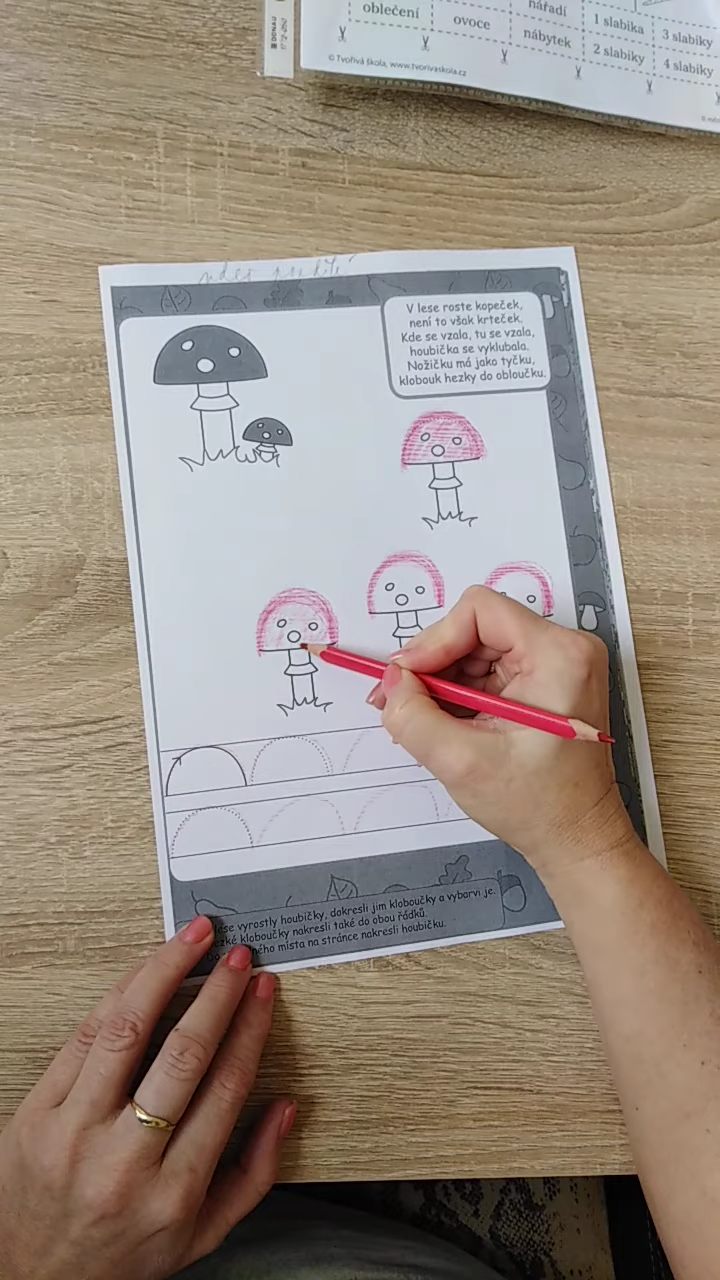 oblečení
ovoce
nářadí
nábytek
1 slabika
2 slabiky
3 slabiky
4 slabiky
© Tvořivá škola, www.tvorivaskola.cz
DONAU
V lese roste kopeček,
není to však krteček.
Kde se vzala, tu se vzala,
houbička se vyklubala.
Nožičku má jako tyčku,
klobouk hezky do obloučku.
lese vyrostly houbičky, dokresli jim kloboučky a vybarvi je.
kloboučky nakresli také do obou řádků.
místa na stránce nakresli houbičku.